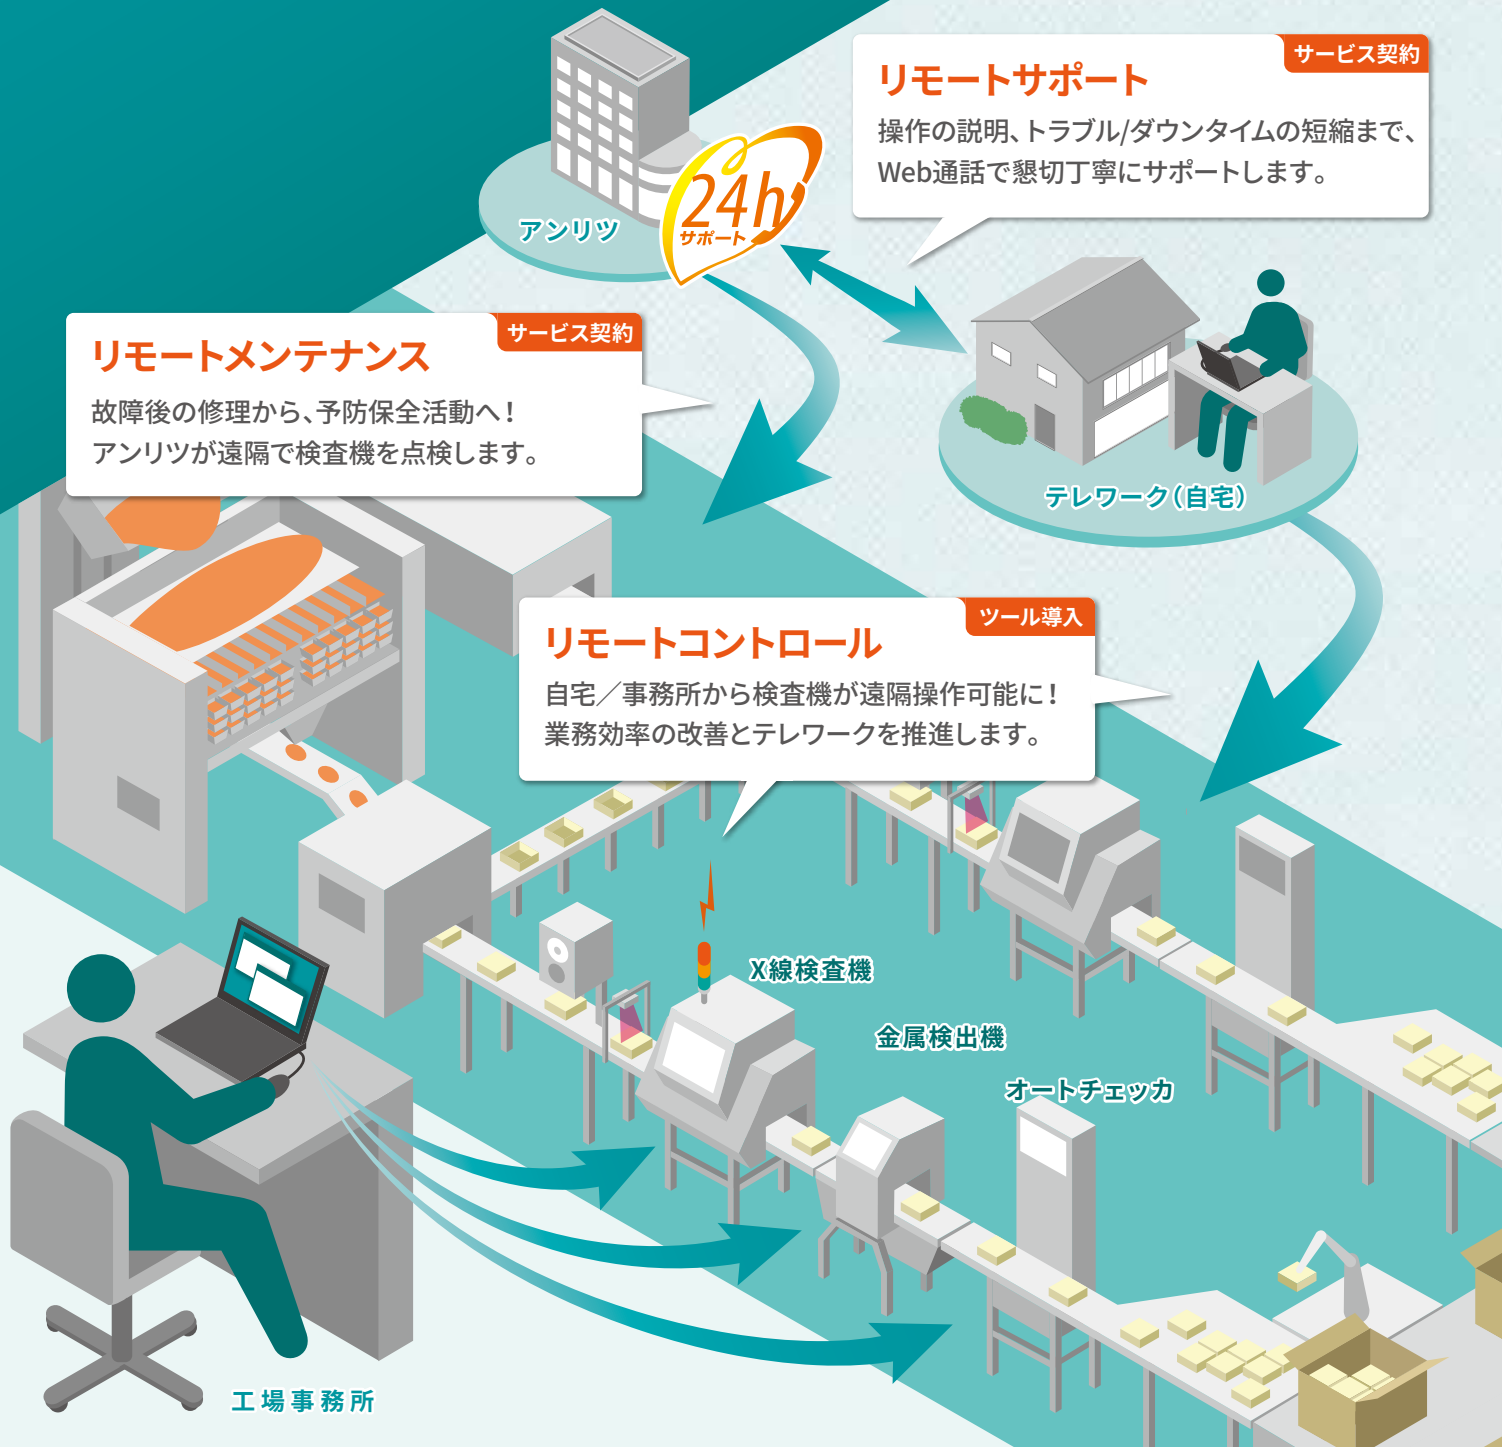 サービス契約
リモートサポート
操作の説明、トラブル/ダウンタイムの短縮まで、
Web通話で懇切丁寧にサポートします。
24h
サポート
アンリツ
サービス契約
リモートメンテナンス
故障後の修理から、予防保全活動へ!
アンリツが遠隔で検査機を点検します。
テレワーク(自宅)
ツール導入
リモートコントロール
自宅／事務所から検査機が遠隔操作可能に!
業務効率の改善とテレワークを推進します。
X線検査機
金属検出機
オートチェッカ
工場事務所